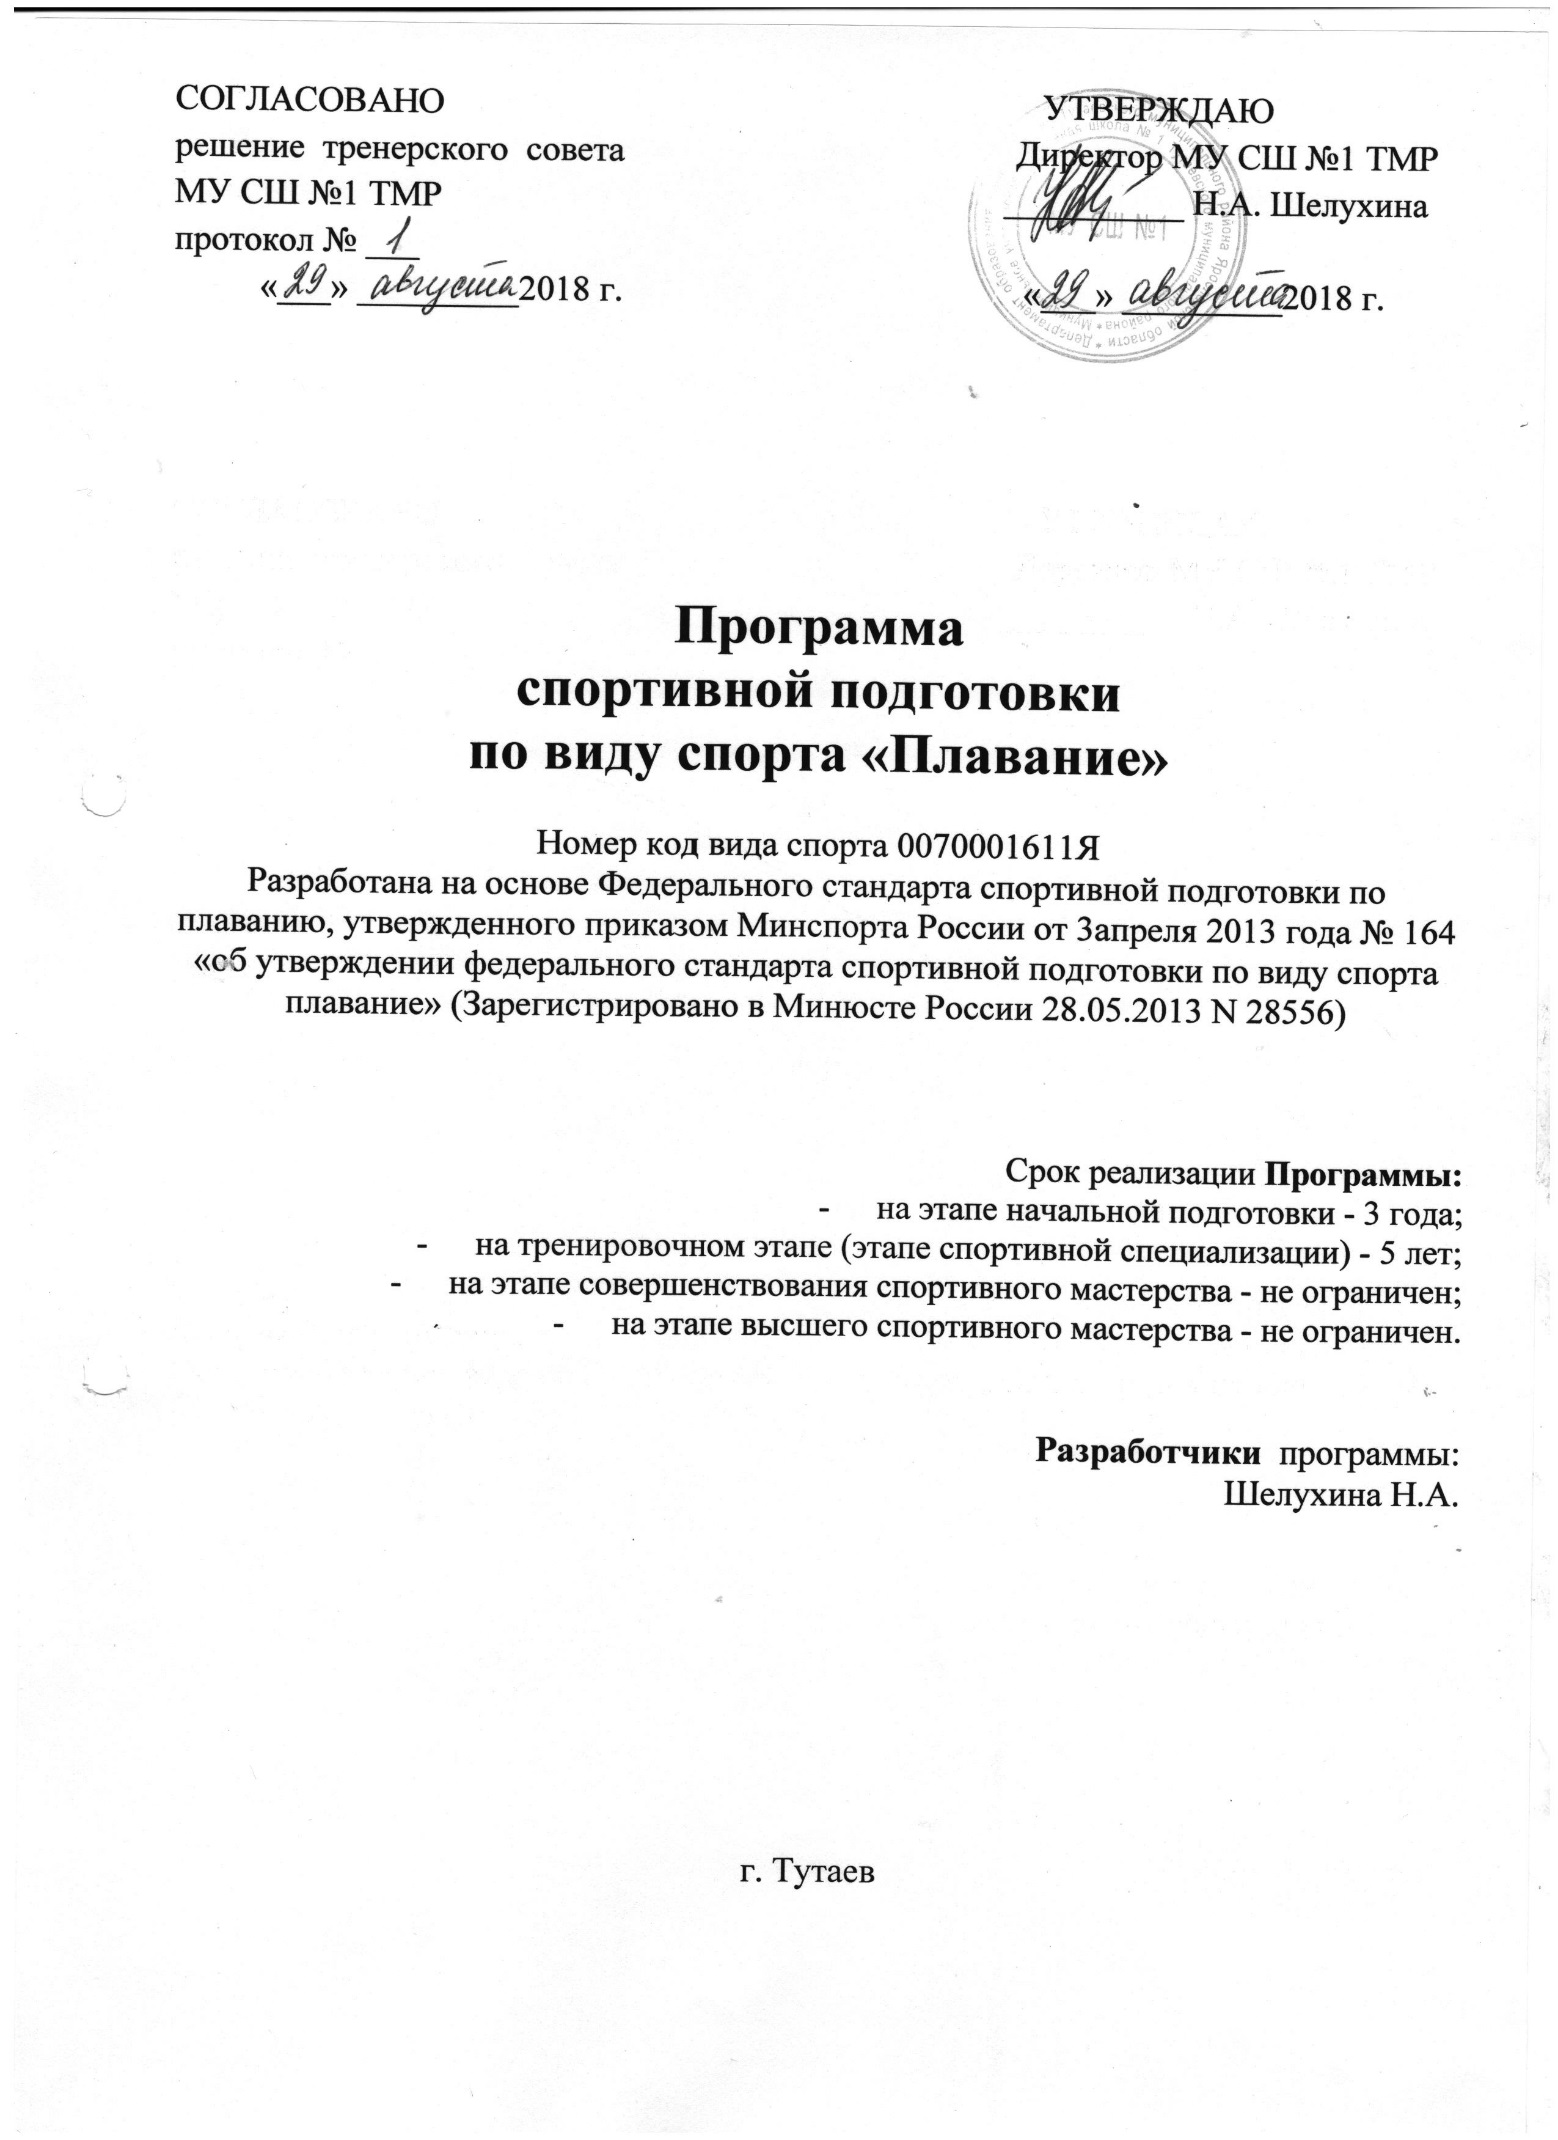 СОГЛАСОВАНО
решение тренерского совета
МУ СШ №1 ТМР
протокол № 1
«29» августа 2018 г.
УТВЕРЖДАЮ
Директор МУ СШ №1 ТМР
Н.А. Шелухина
«29» августа 2018 г.
МУ СШ №1
Программа
спортивной подготовки
по виду спорта «Плавание»
Номер код вида спорта 0070001611Я
Разработана на основе Федерального стандарта спортивной подготовки по
плаванию, утвержденного приказом Минспорта России от 3апреля 2013 года № 164
«об утверждении федерального стандарта спортивной подготовки по виду спорта
плавание» (Зарегистрировано в Минюсте России 28.05.2013 N 28556)
Срок реализации Программы:
- на этапе начальной подготовки - 3 года;
- на тренировочном этапе (этапе спортивной специализации) - 5 лет;
- на этапе совершенствования спортивного мастерства - не ограничен;
- на этапе высшего спортивного мастерства - не ограничен.
Разработчики программы:
Шелухина Н.А.
г. Тутаев